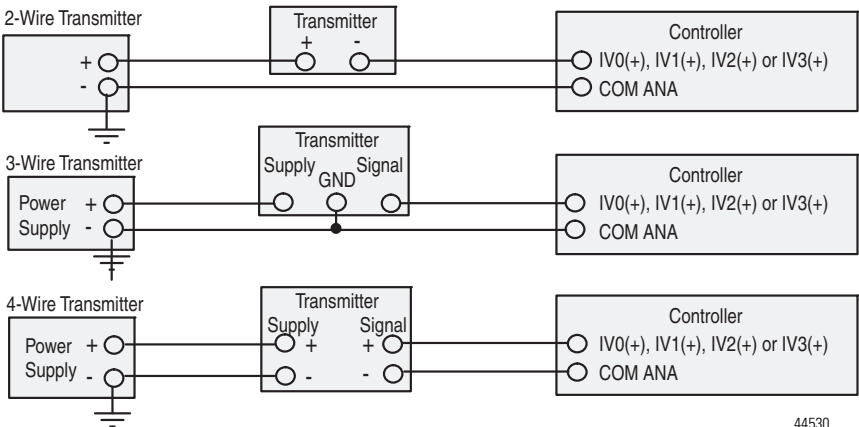 2-Wire Transmitter
Transmitter
+ -
Controller
+
-
IV0(+), IV1(+), IV2(+) or IV3(+)
COM ANA
3-Wire Transmitter
Transmitter
Supply GND Signal
Controller
Power +
Supply -
IV0(+), IV1(+), IV2(+) or IV3(+)
COM ANA
4-Wire Transmitter
Transmitter
Supply Signal
Controller
Power +
Supply -
+ +
- -
IV0(+), IV1(+), IV2(+) or IV3(+)
COM ANA
44530